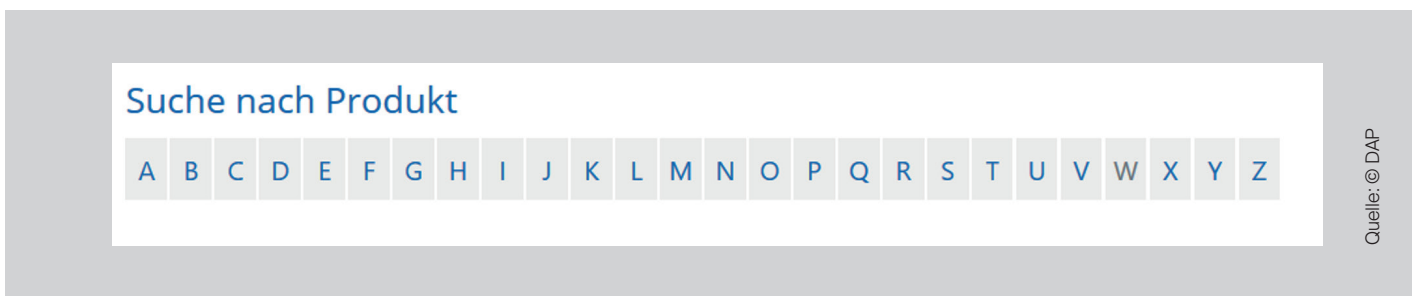 Suche nach Produkt
A B C D E F G H I J K L M N O P Q R S T U V W X Y Z
Quelle: © DAP